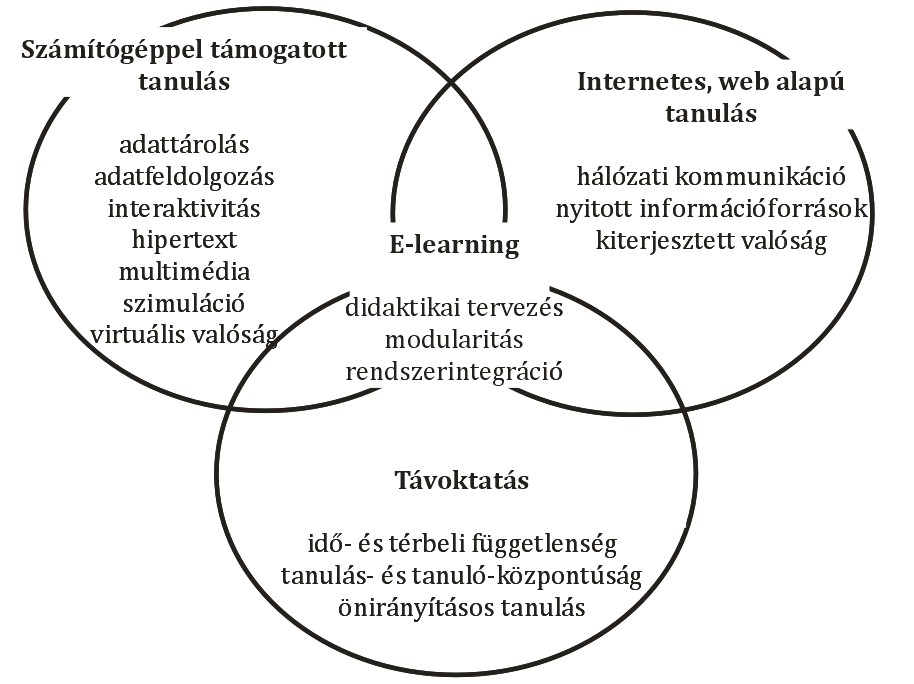 Számítógéppel támogatott
tanulás
adattárolás
adatfeldolgozás
interaktivitás
hipertext
multimédia
szimuláció
virtuális valóság
Internetes, web alapú
tanulás
hálózati kommunikáció
nyitott információforrások
kiterjesztett valóság
E-learning
didaktikai tervezés
modularitás
rendszerintegráció
Távoktatás
idő- és térbeli függetlenség
tanulás- és tanuló-központúság
önirányításos tanulás